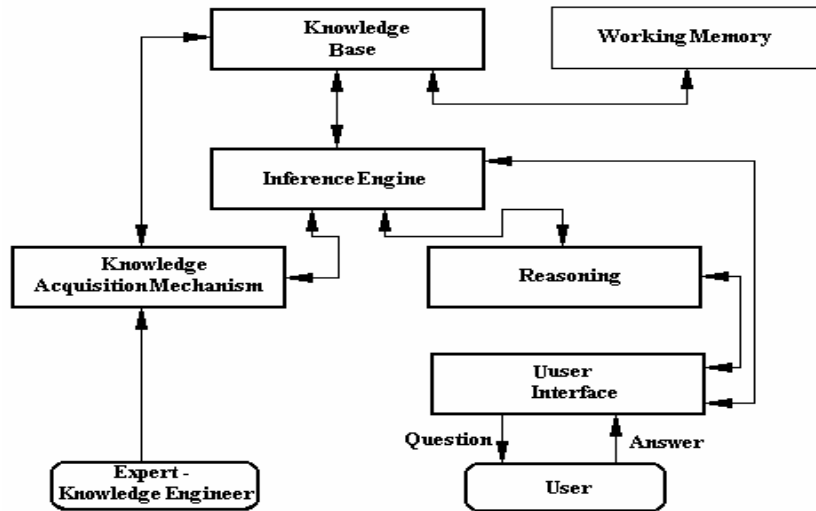 Knowledge
Base
Working Memory
Inference Engine
Knowledge
Acquisition Mechanism
Reasoning
Uuser
Interface
Question
Answer
Expert -
Knowledge Engineer
User